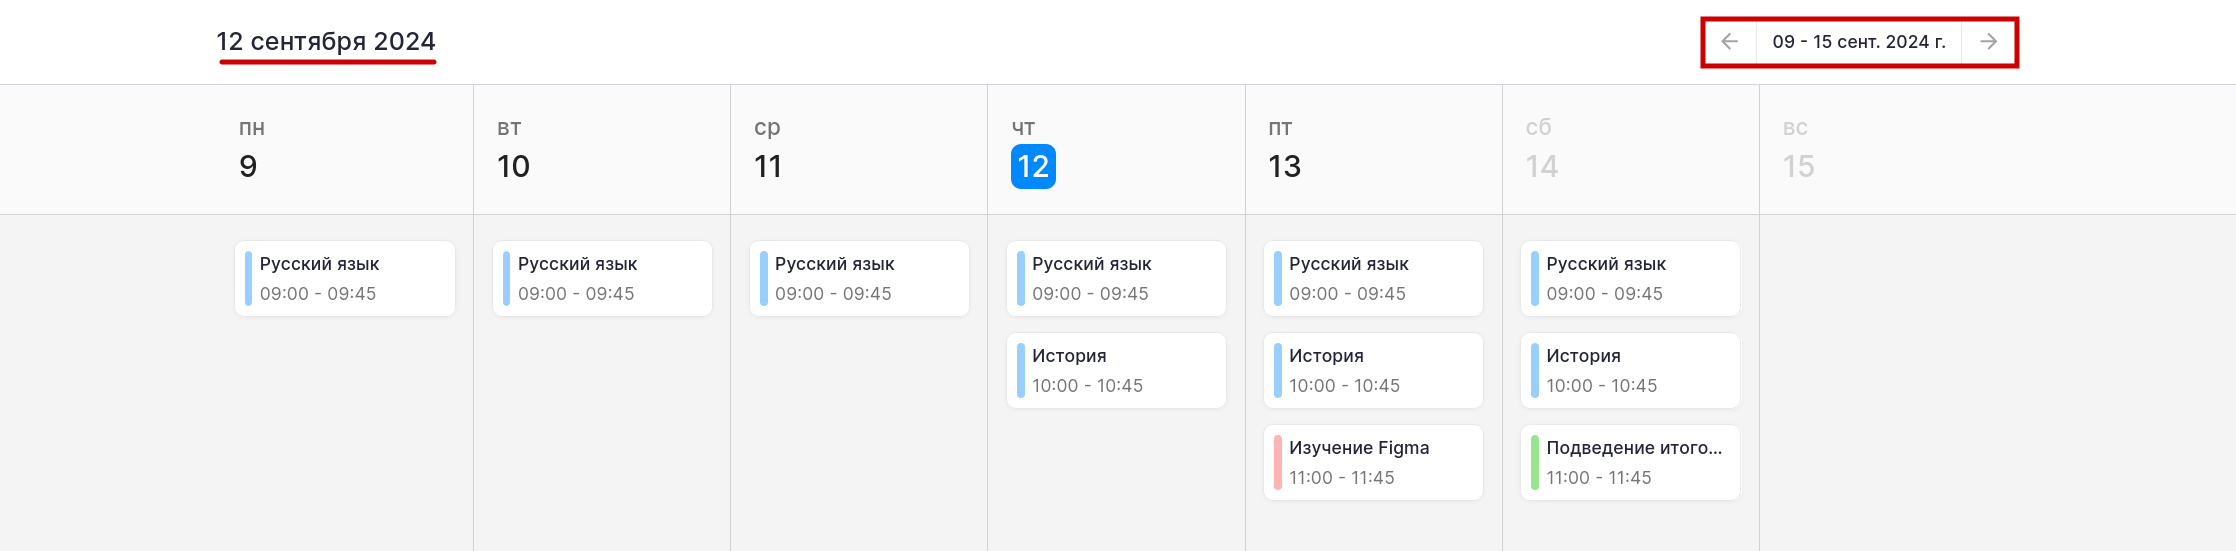 12 сентября 2024
09 - 15 сент. 2024 г.
пн
9
вт
10
ср
11
чт
12
пт
13
сб
14
вс
15
Русский язык
09:00 - 09:45
Русский язык
09:00 - 09:45
Русский язык
09:00 - 09:45
Русский язык
09:00 - 09:45
История
10:00 - 10:45
Русский язык
09:00 - 09:45
История
10:00 - 10:45
Изучение Figma
11:00 - 11:45
Русский язык
09:00 - 09:45
История
10:00 - 10:45
Подведение итого...
11:00 - 11:45